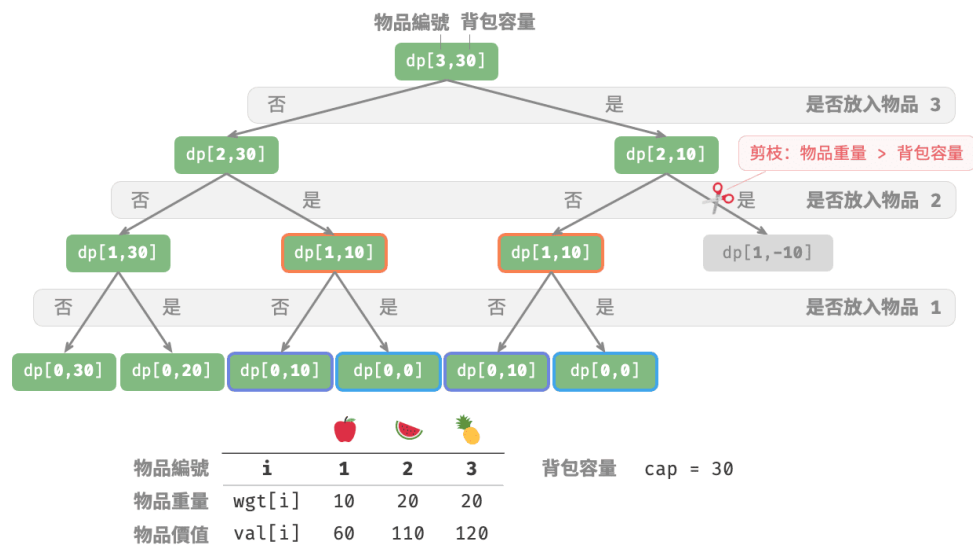 物品編號 背包容量
dp[3,30]
否 是 是否放入物品 3
dp[2,30] dp[2,10] 剪枝：物品重量 > 背包容量
否 是 否 是 是否放入物品 2
dp[1,30] dp[1,10] dp[1,10] dp[1,-10]
否 是 否 是 否 是 是否放入物品 1
dp[0,30] dp[0,20] dp[0,10] dp[0,0] dp[0,10] dp[0,0]
物品編號 i 1 2 3 背包容量 cap = 30
物品重量 wgt[i] 10 20 20
物品價值 val[i] 60 110 120